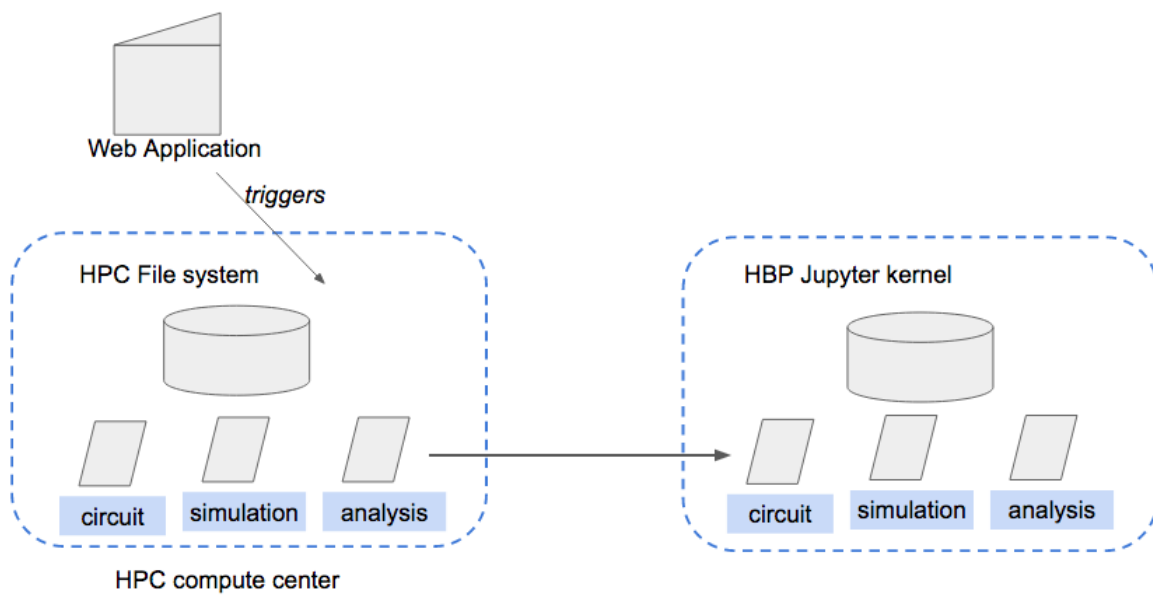 Web Application
triggers
HPC File system
circuit
simulation
analysis
HPC compute center
HBP Jupyter kernel
circuit
simulation
analysis